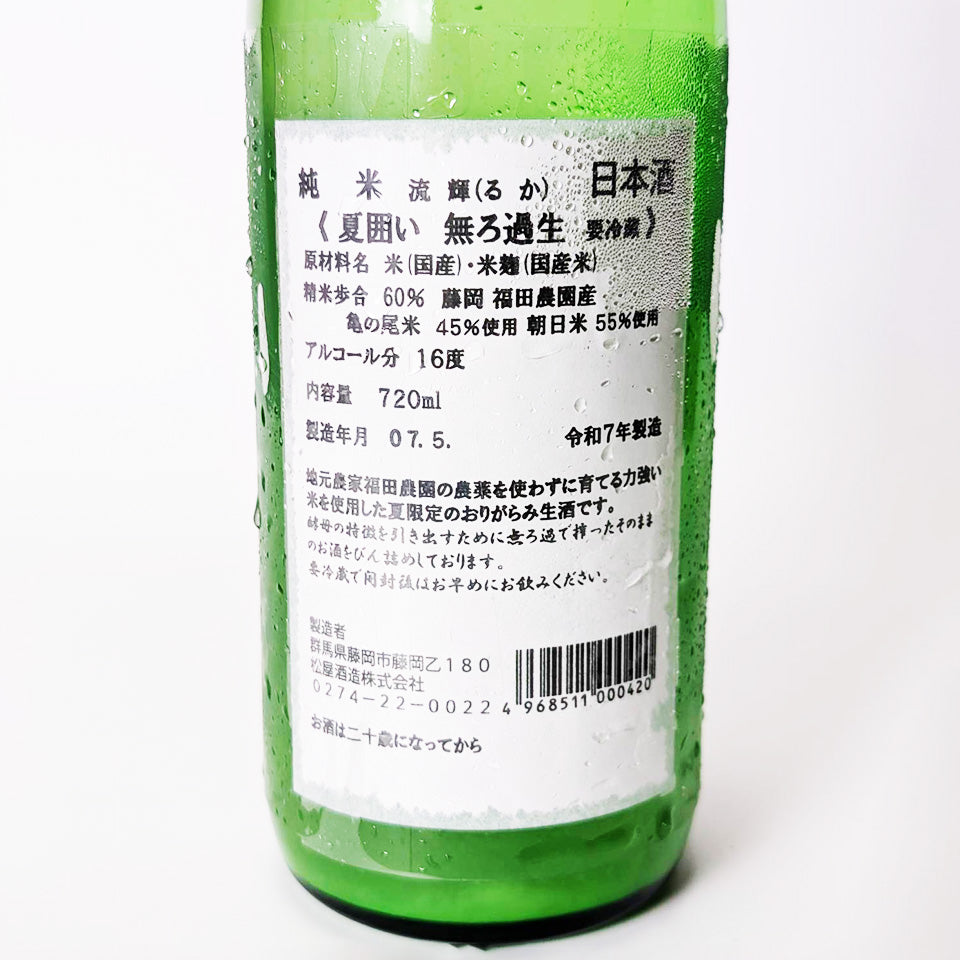 純 米 流 輝(るか) 日本酒
《夏囲い 無ろ過生 要冷蔵》
原材料名 米(国産)・米麹(国産米)
精米歩合 60% 藤岡 福田農園産
亀の尾米 45%使用 朝日米 55%使用
アルコール分 16度
内容量 720ml
製造年月 07.5. 令和7年製造
地元農家福田農園の農薬を使わずに育てる力強い
米を使用した夏限定のおりがらみ生酒です。
酵母の特徴を引き出すために無ろ過で搾ったそのまま
のお酒をびん詰めしております。
要冷蔵で開封後はお早めにお飲みください。
製造者
群馬県藤岡市藤岡乙180
松屋酒造株式会社
0274-22-0022
4 968511 000420
お酒は二十歳になってから